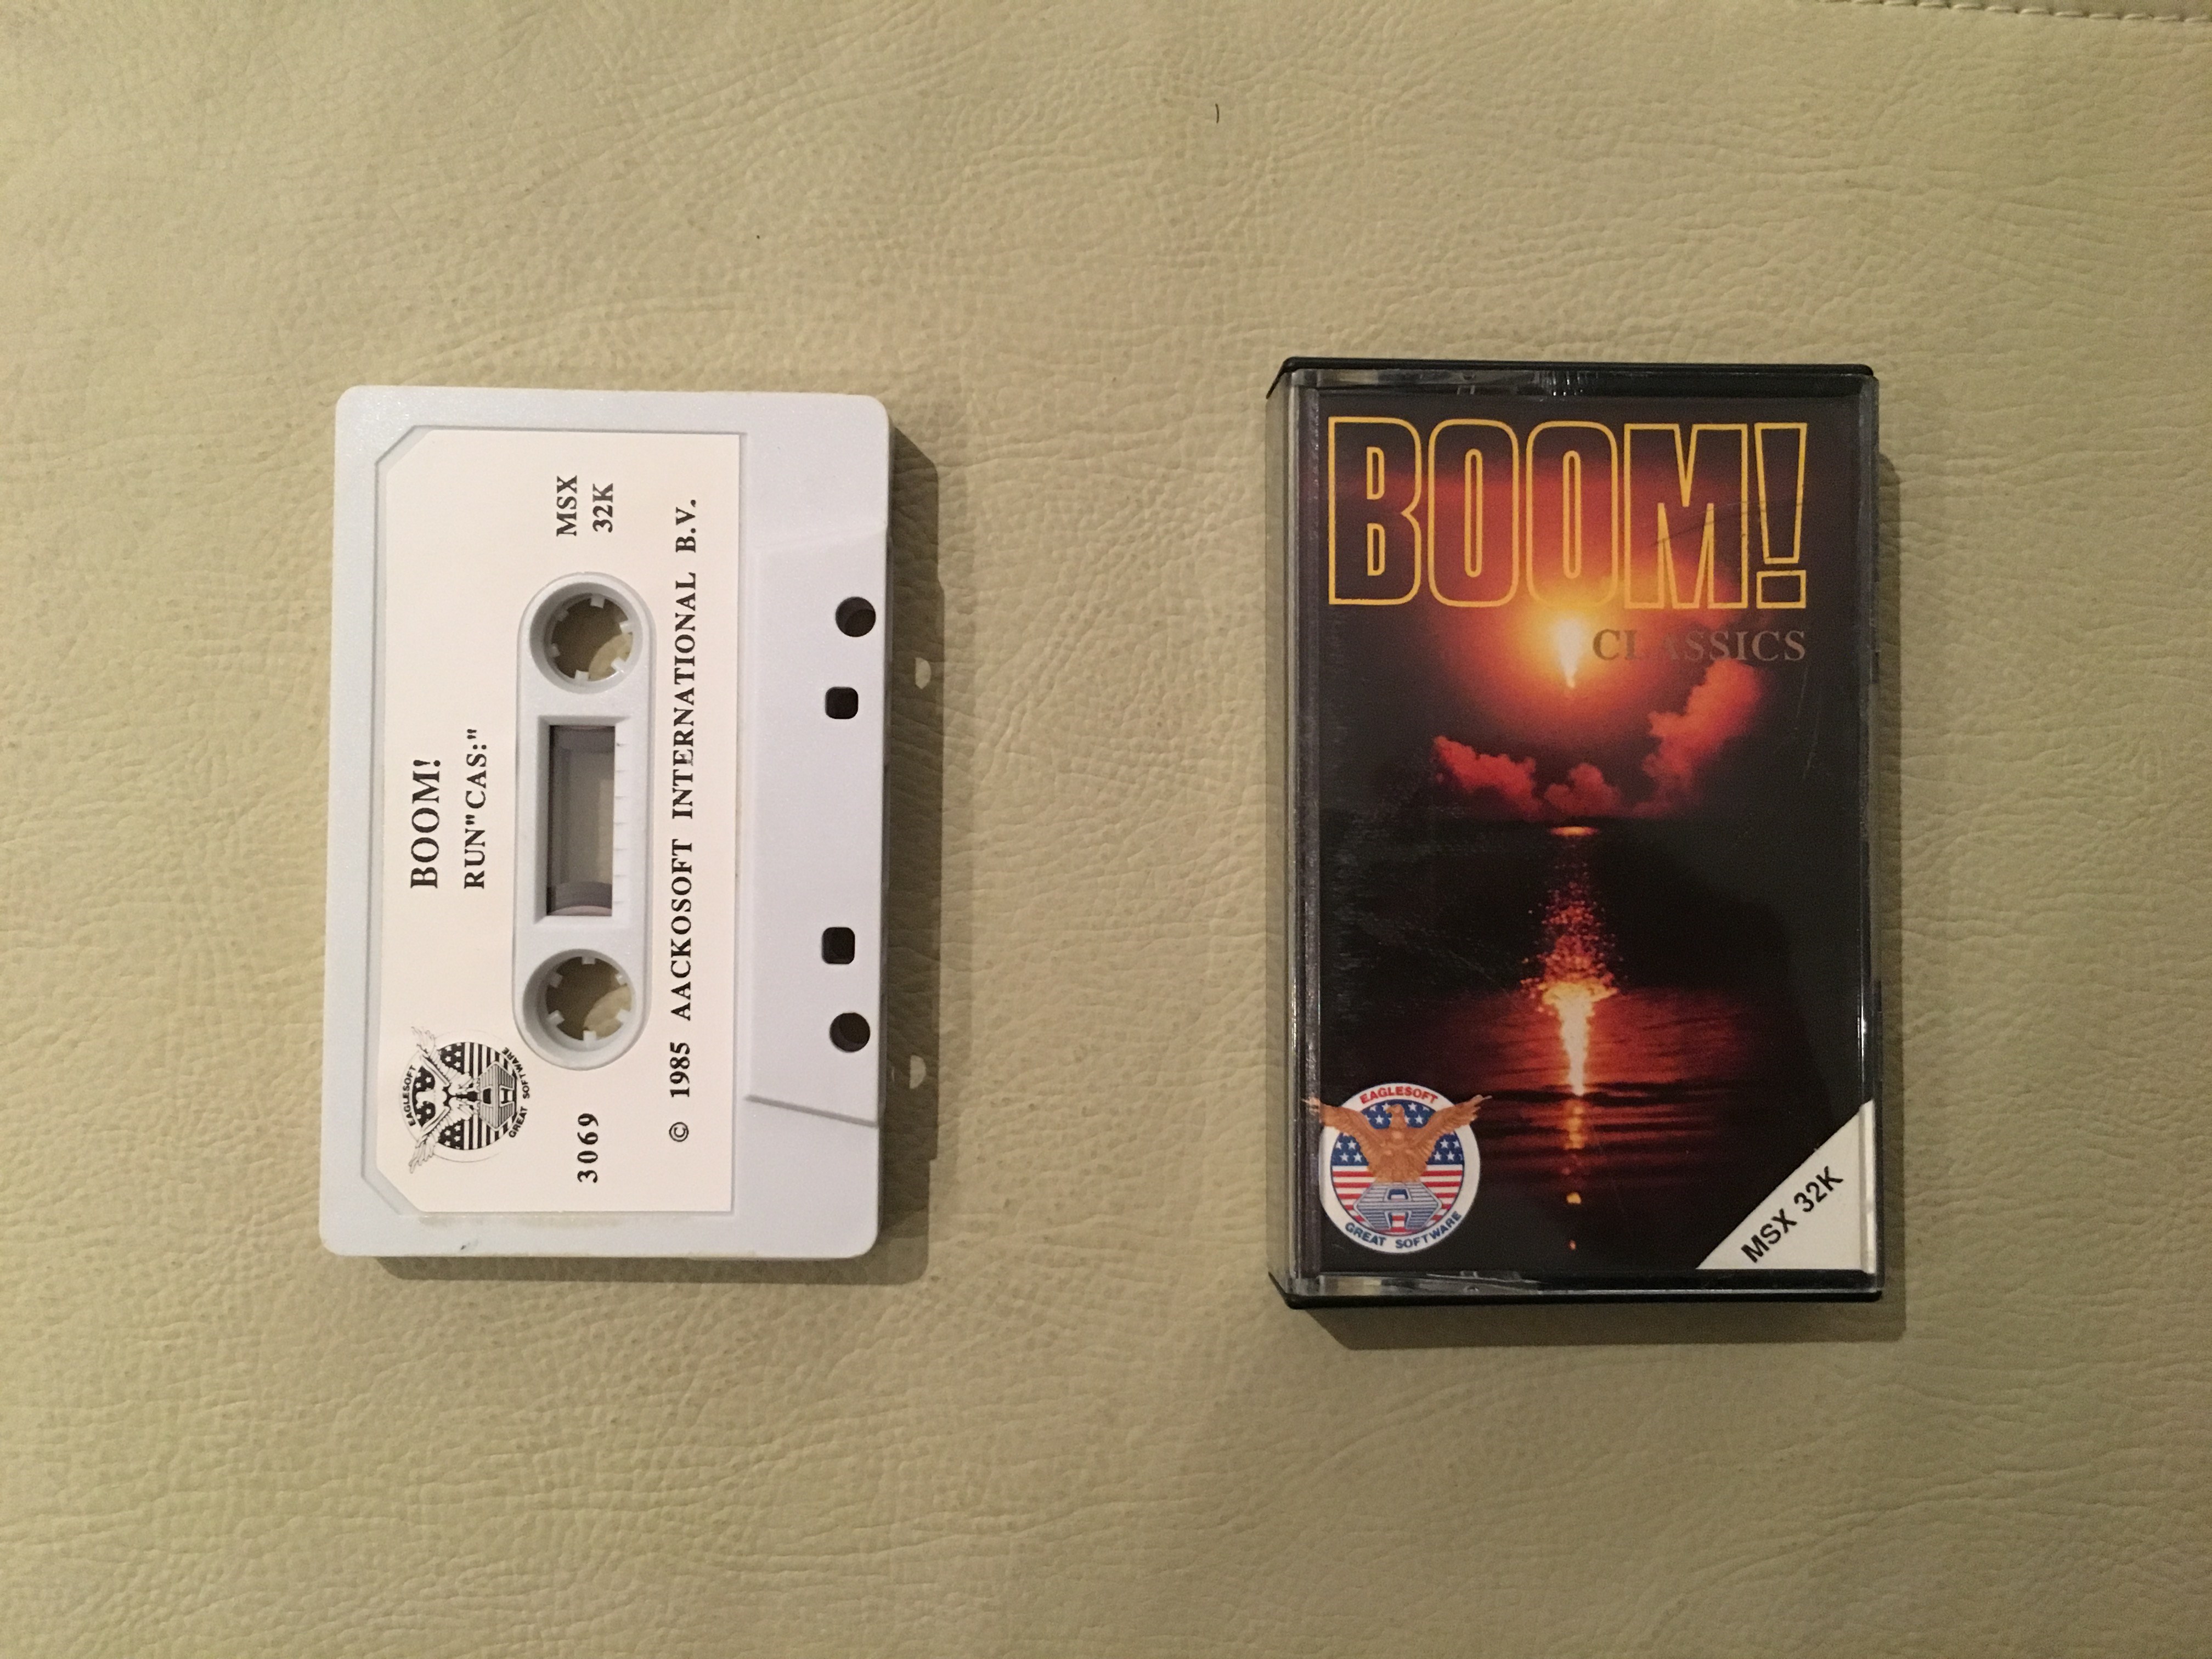 BOOM!
RUN"CAS:"
MSX
32K
EAGLESOFT
GREAT SOFTWARE
3069
© 1985 AACKOSOFT INTERNATIONAL B.V.
BOOM!
CLASSICS
EAGLESOFT
GREAT SOFTWARE
MSX 32K